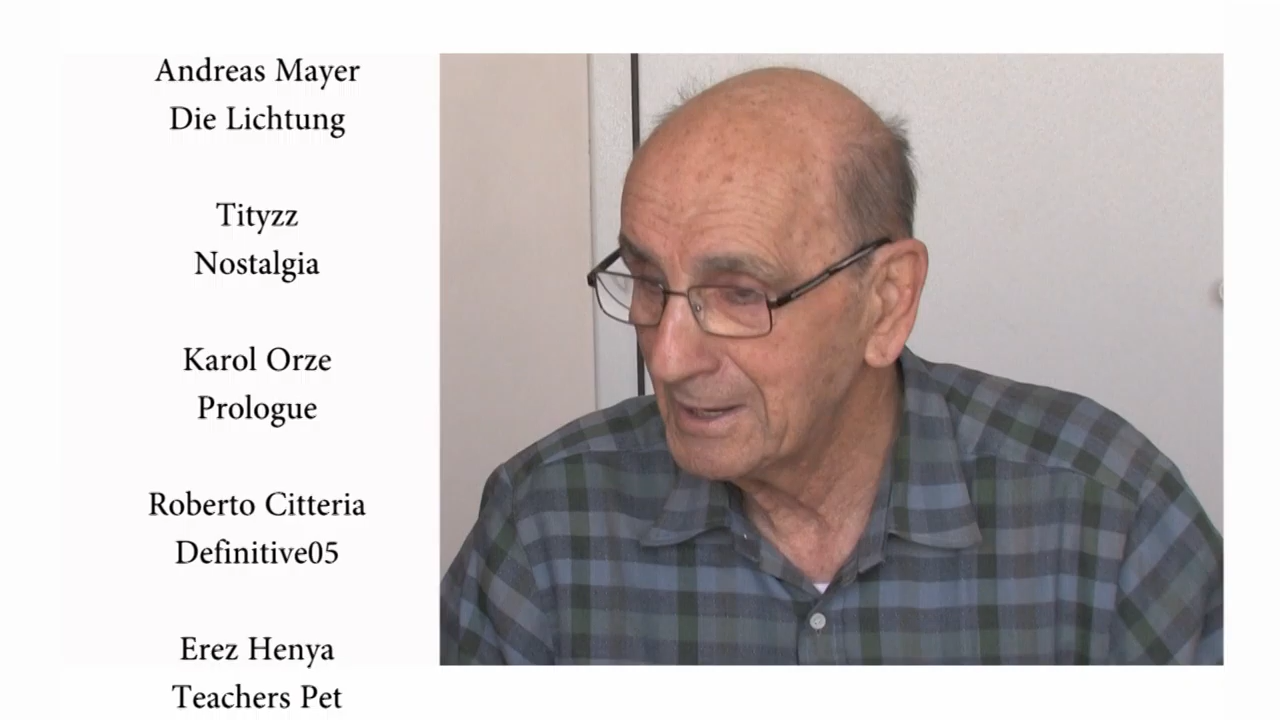 Andreas Mayer
Die Lichtung
Tityzz
Nostalgia
Karol Orze
Prologue
Roberto Citteria
Definitive05
Erez Henya
Teachers Pet